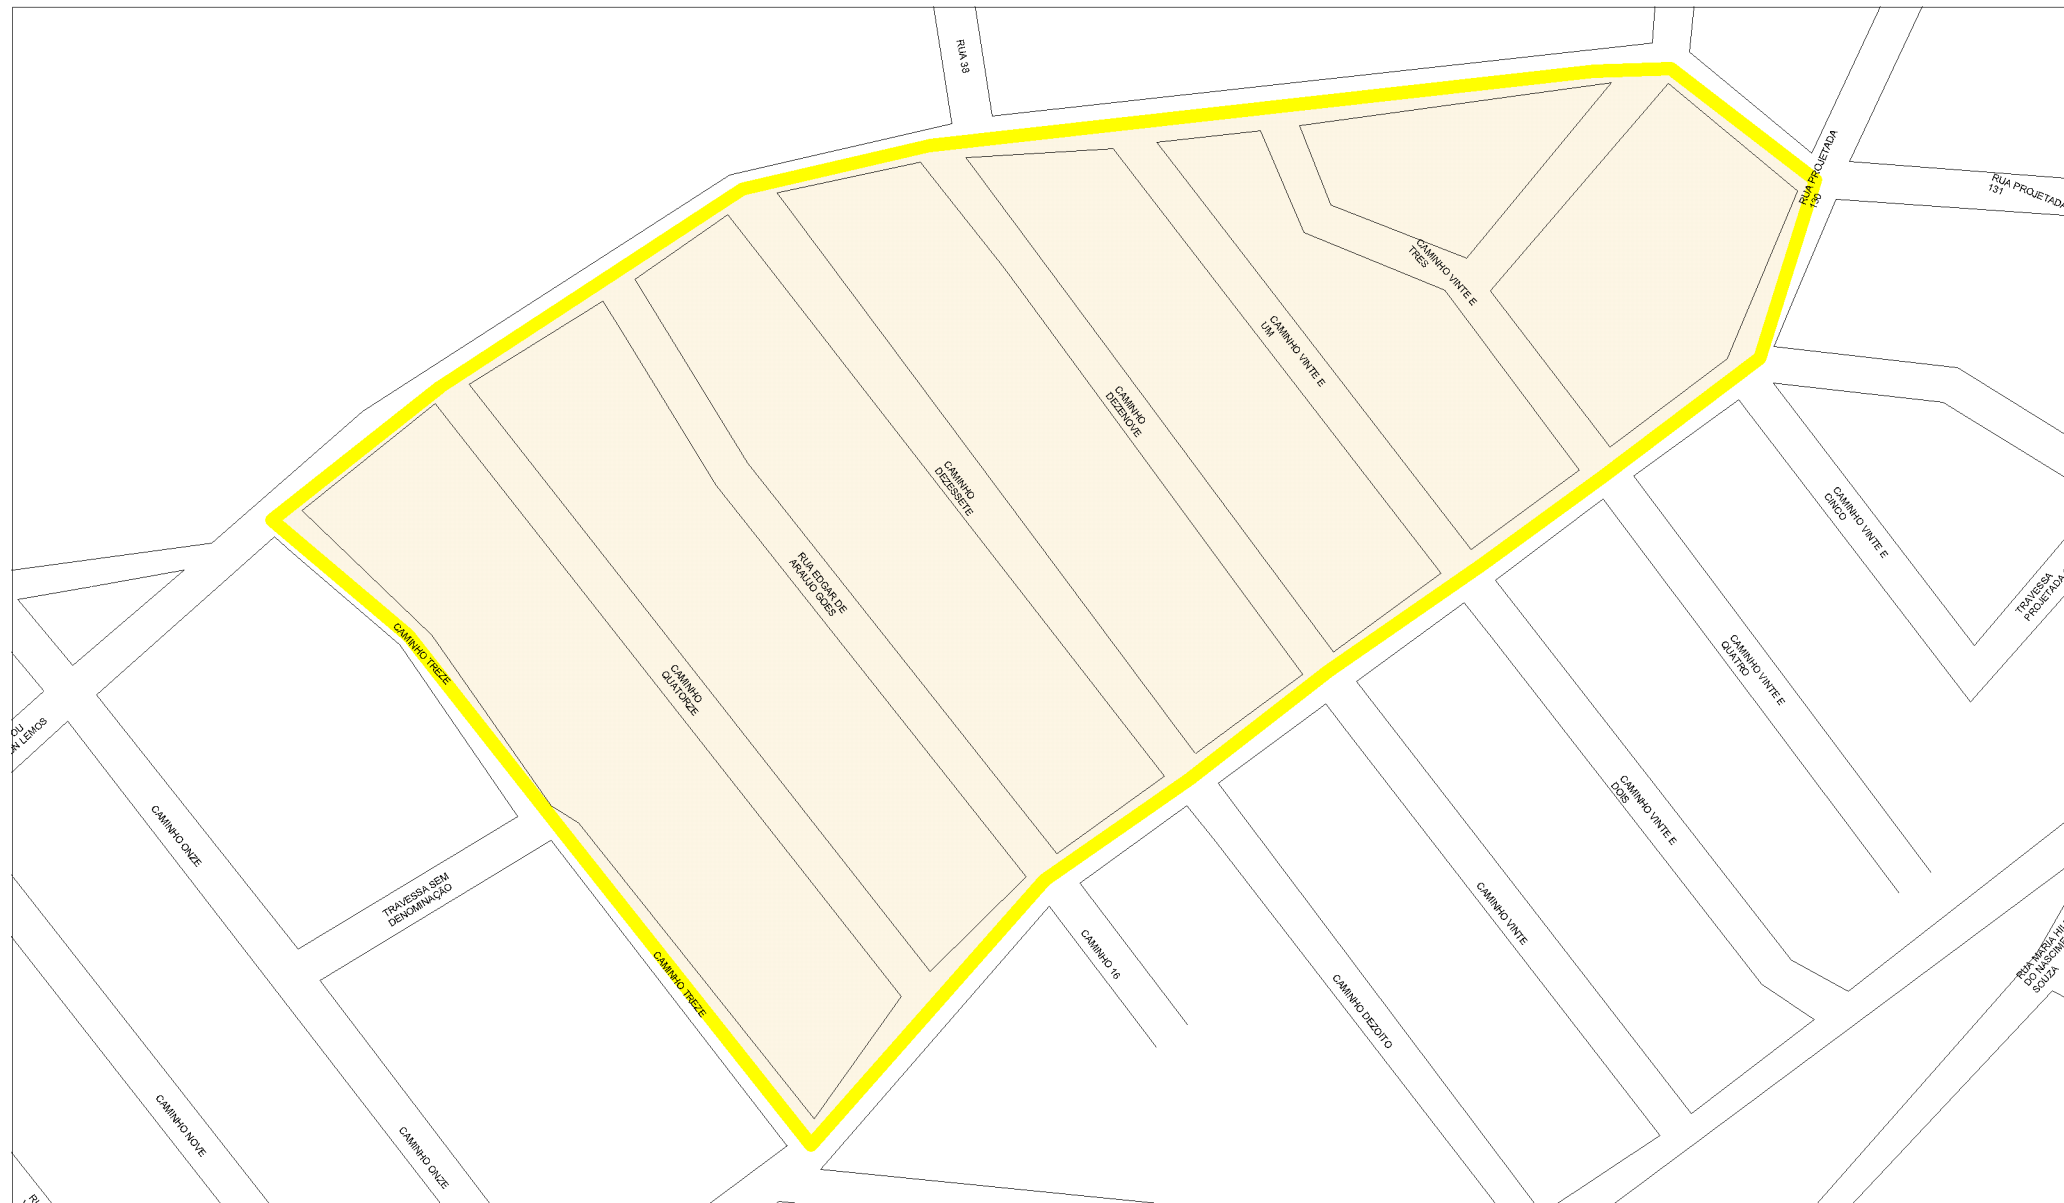 RUA 38
RUA PROJETADA
130
RUA PROJETADA
131
CAMINHO VINTE E
TRES
CAMINHO VINTE E
UM
CAMINHO
DEZENOVE
CAMINHO
DEZESSETE
RUA EDGAR DE
ARAUJO GOES
CAMINHO
QUATORZE
CAMINHO TREZE
CAMINHO VINTE E
CINCO
TRAVESSA
PROJETADA
CAMINHO VINTE E
QUATRO
CAMINHO VINTE E
DOIS
CAMINHO VINTE
CAMINHO DEZOITO
CAMINHO 16
CAMINHO TREZE
OU
LEMOS
CAMINHO ONZE
TRAVESSA SEM
DENOMINAÇÃO
CAMINHO NOVE
CAMINHO ONZE
RUA MARIA
DO
SOUZA